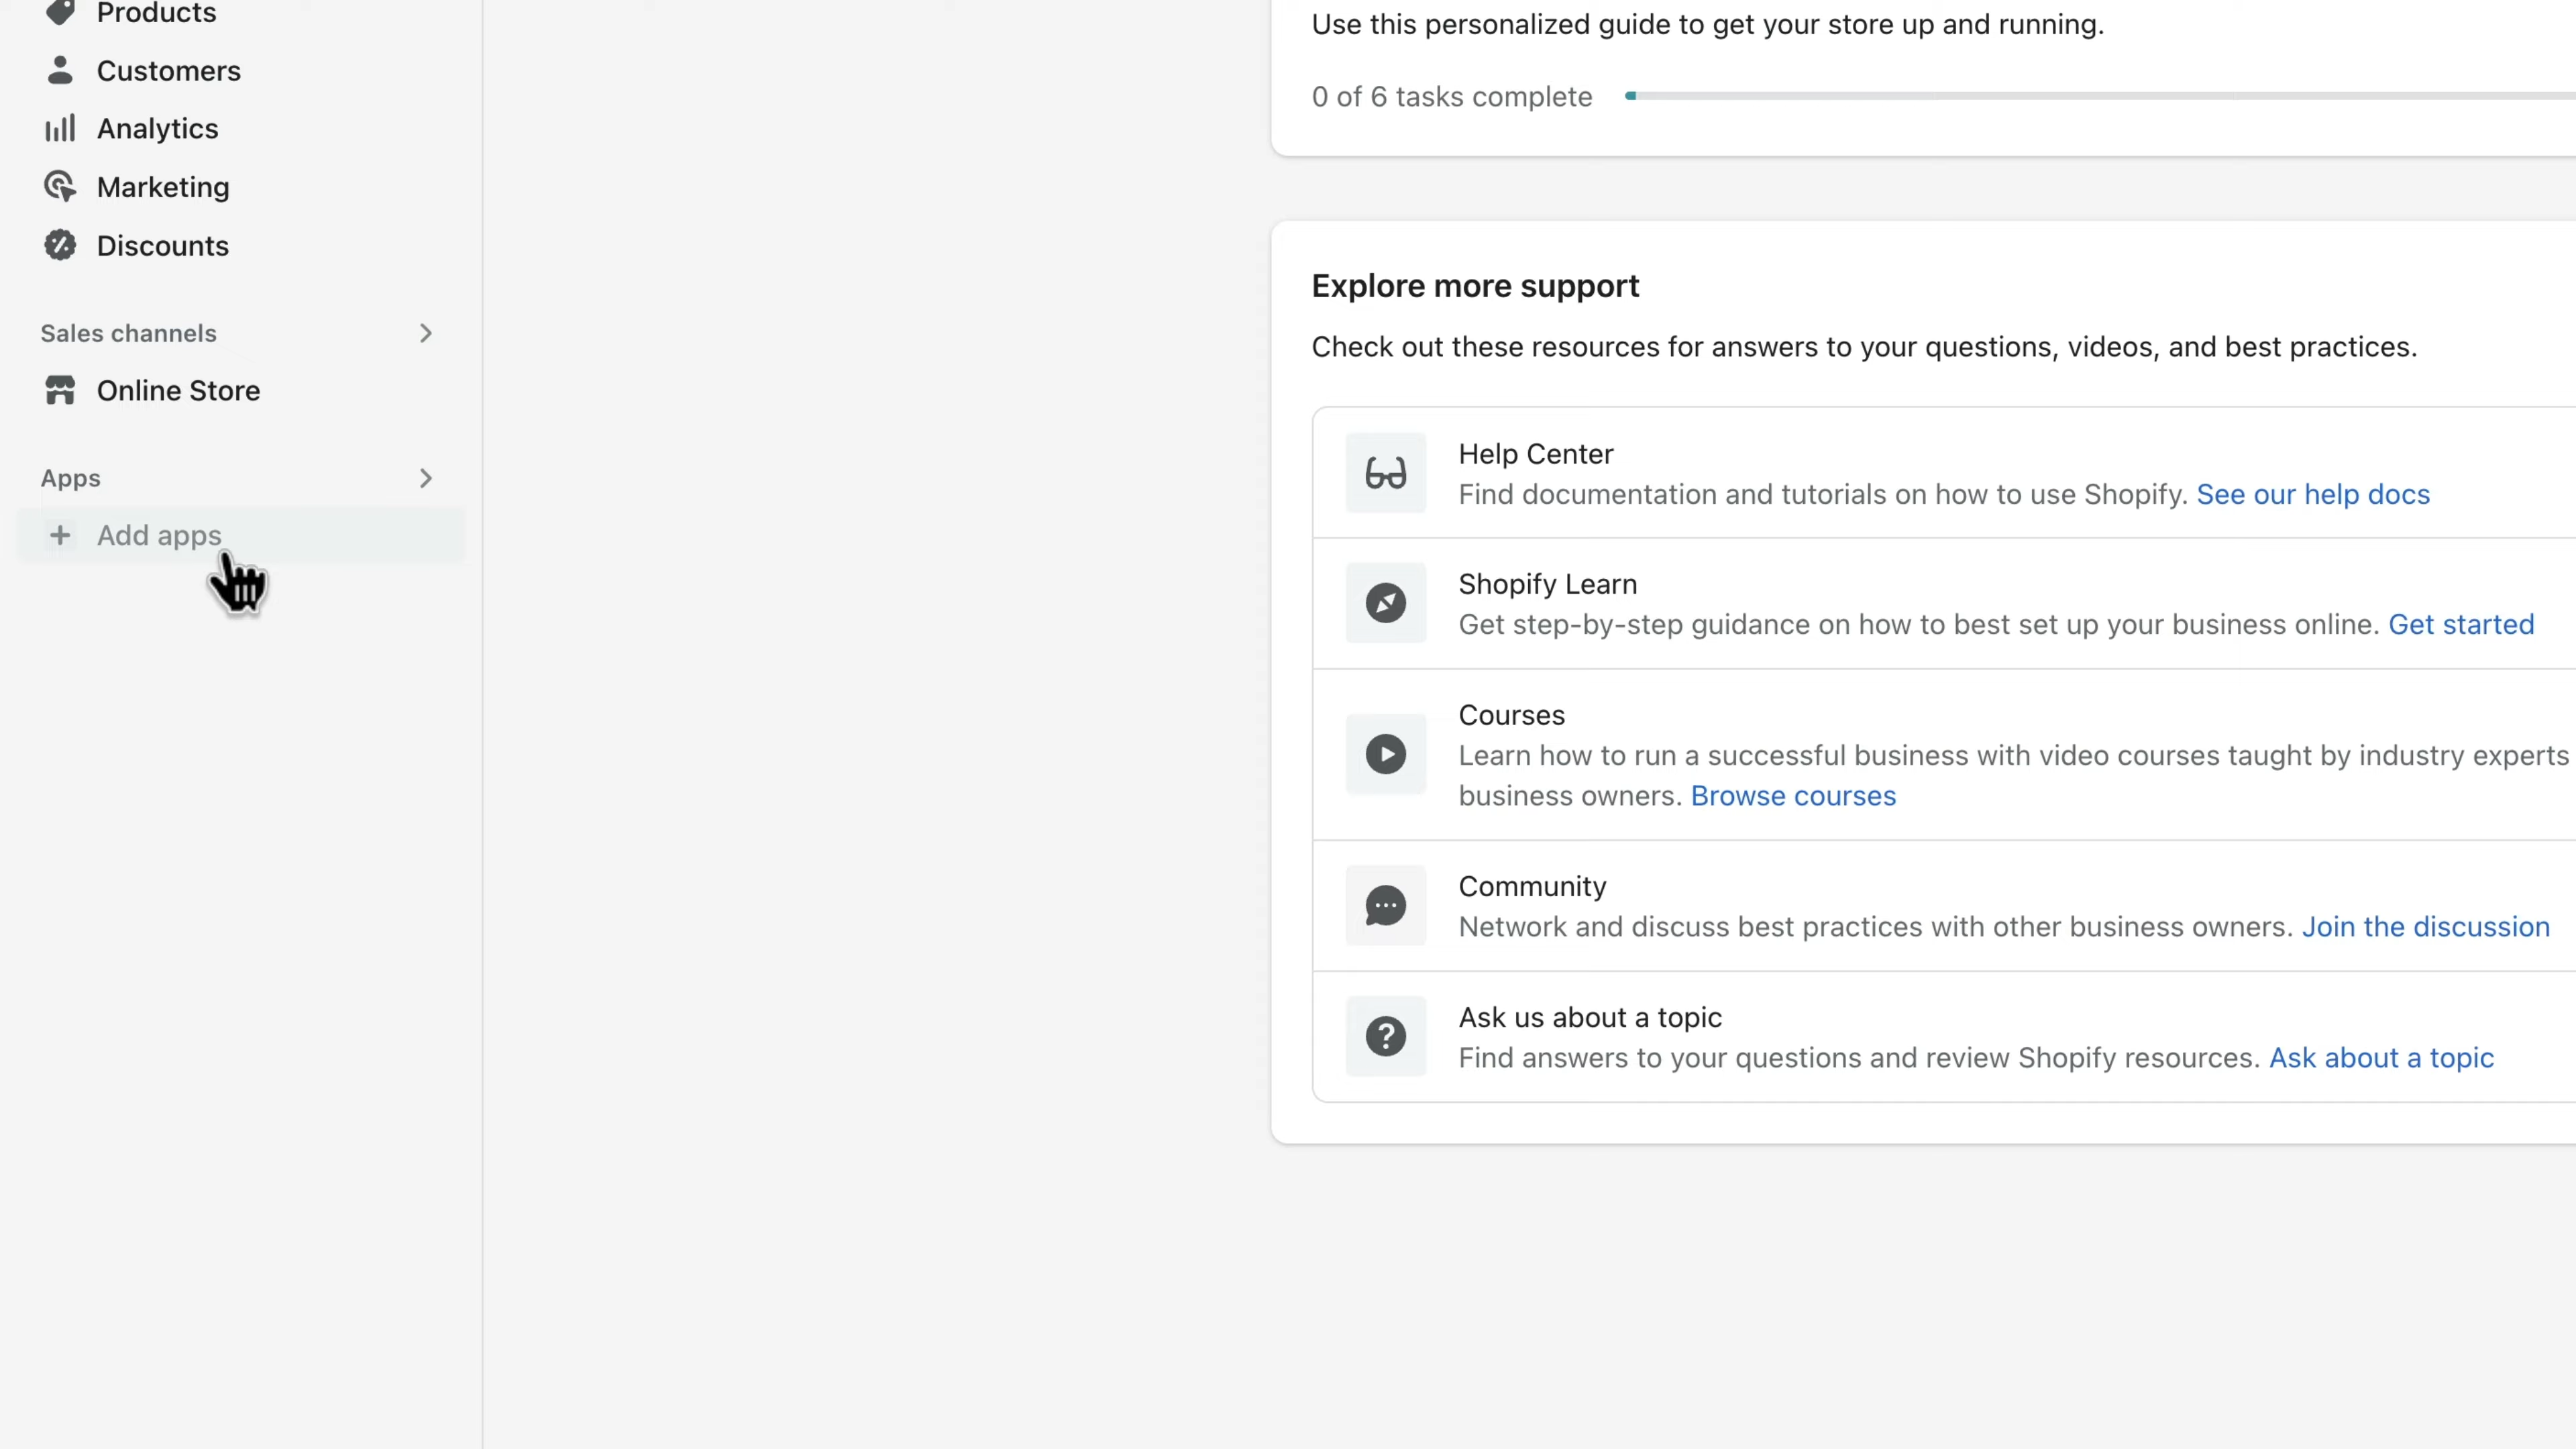 Products
Customers
Analytics
Marketing
Discounts
Sales channels
Online Store
Apps
Add apps
Use this personalized guide to get your store up and running.
0 of 6 tasks complete
Explore more support
Check out these resources for answers to your questions, videos, and best practices.
Help Center
Find documentation and tutorials on how to use Shopify. See our help docs
Shopify Learn
Get step-by-step guidance on how to best set up your business online. Get started
Courses
Learn how to run a successful business with video courses taught by industry experts
business owners. Browse courses
Community
Network and discuss best practices with other business owners. Join the discussion
Ask us about a topic
Find answers to your questions and review Shopify resources. Ask about a topic